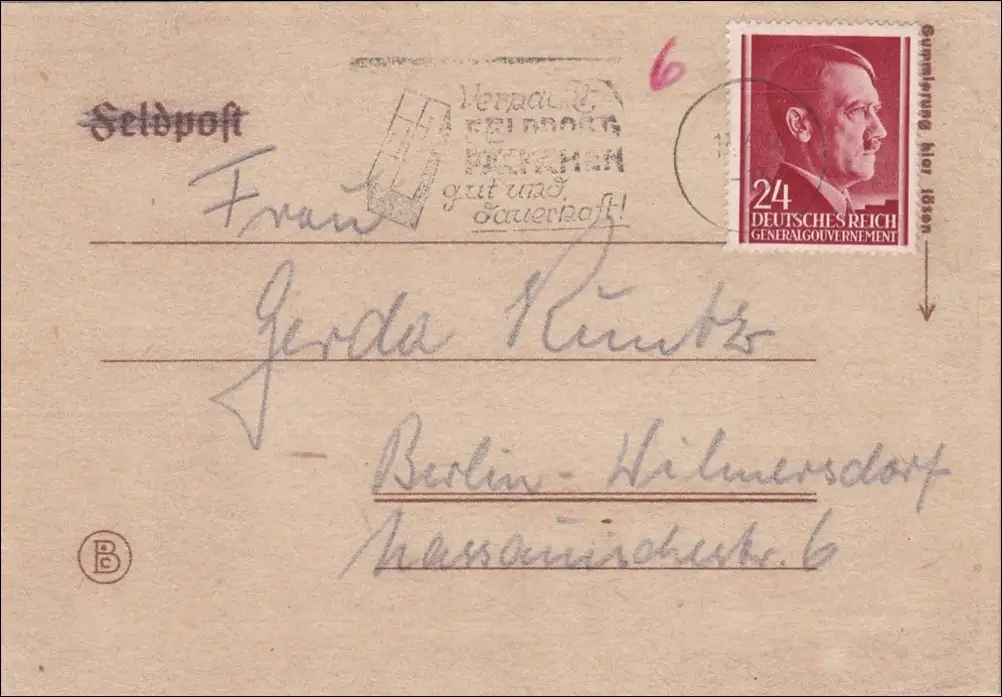 Feldpost
Verpackt
FELDPOST
PÄCKCHEN
gut und
dauerhaft!
6
24
DEUTSCHES REICH
GENERALGOUVERNEMENT
Gummierung hier lösen
Frau
Gerda Kuntz
Berlin-Wilmersdorf
Nassauischestr. 6
B